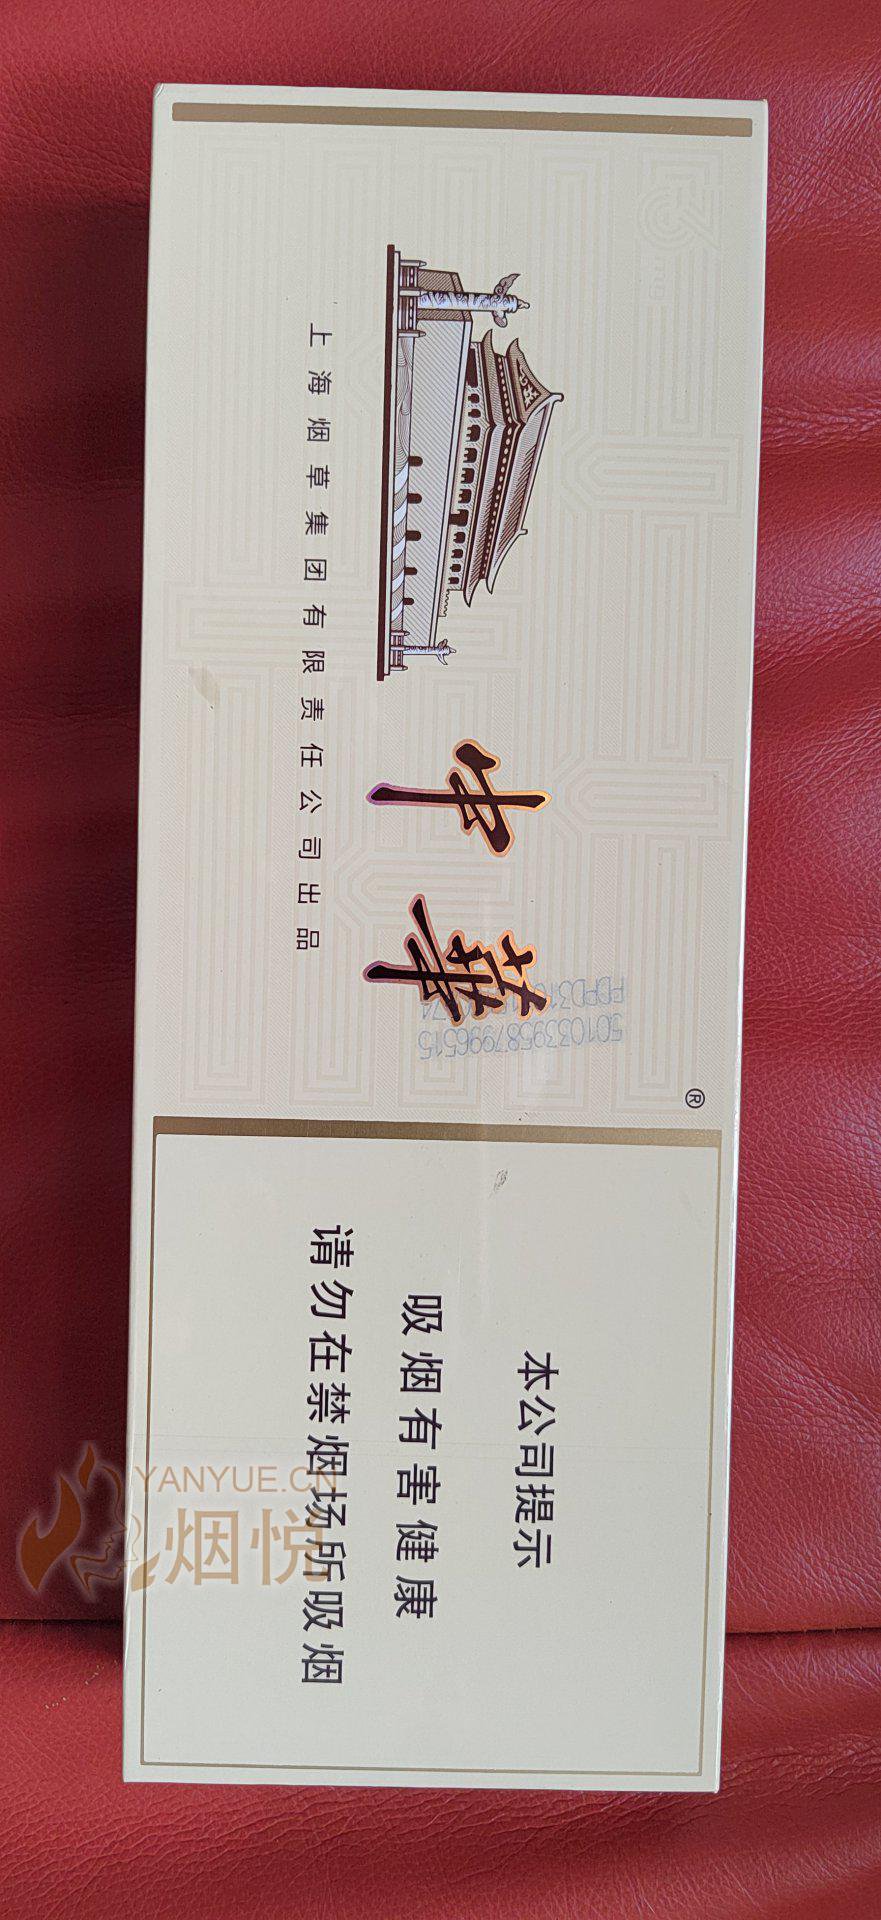 中華
®
上海烟草集团有限责任公司出品
本公司提示
吸烟有害健康
请勿在禁烟场所吸烟
5010339587996515
YANYUE.CN
烟悦